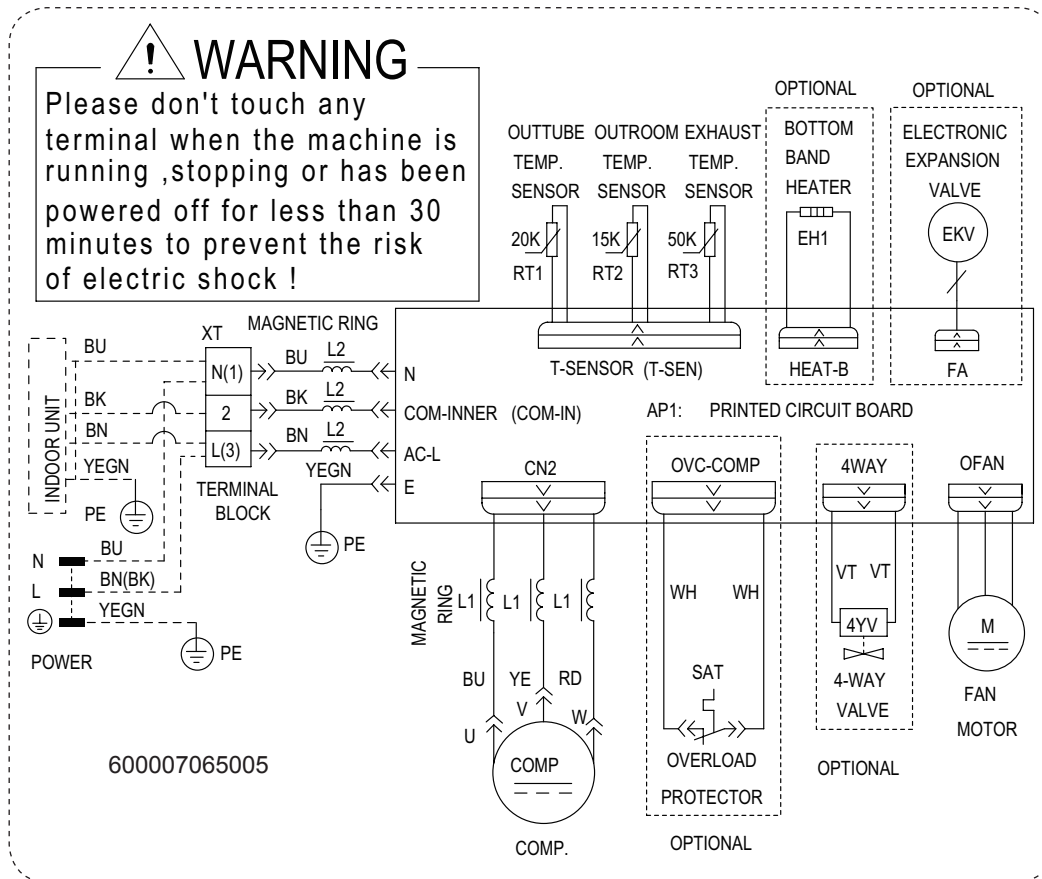 WARNING
Please don't touch any
terminal when the machine is
running ,stopping or has been
powered off for less than 30
minutes to prevent the risk
of electric shock !
OUTTUBE
TEMP.
SENSOR
20K
RT1
OUTROOM
TEMP.
SENSOR
15K
RT2
EXHAUST
TEMP.
SENSOR
50K
RT3
OPTIONAL
BOTTOM
BAND
HEATER
EH1
HEAT-B
OPTIONAL
ELECTRONIC
EXPANSION
VALVE
EKV
FA
T-SENSOR (T-SEN)
INDOOR UNIT
BU
BK
BN
YEGN
PE
XT
N(1)
2
L(3)
TERMINAL
BLOCK
MAGNETIC RING
BU L2 N
BK L2 COM-INNER (COM-IN)
BN L2 AC-L
YEGN E
PE
AP1: PRINTED CIRCUIT BOARD
N BU
L BN(BK)
YEGN
PE
POWER
CN2
MAGNETIC
RING
L1 L1 L1
BU YE RD
U V W
COMP
COMP.
OVC-COMP
WH WH
SAT
OVERLOAD
PROTECTOR
OPTIONAL
4WAY
VT VT
4YV
4-WAY
VALVE
OPTIONAL
OFAN
M
FAN
MOTOR
600007065005